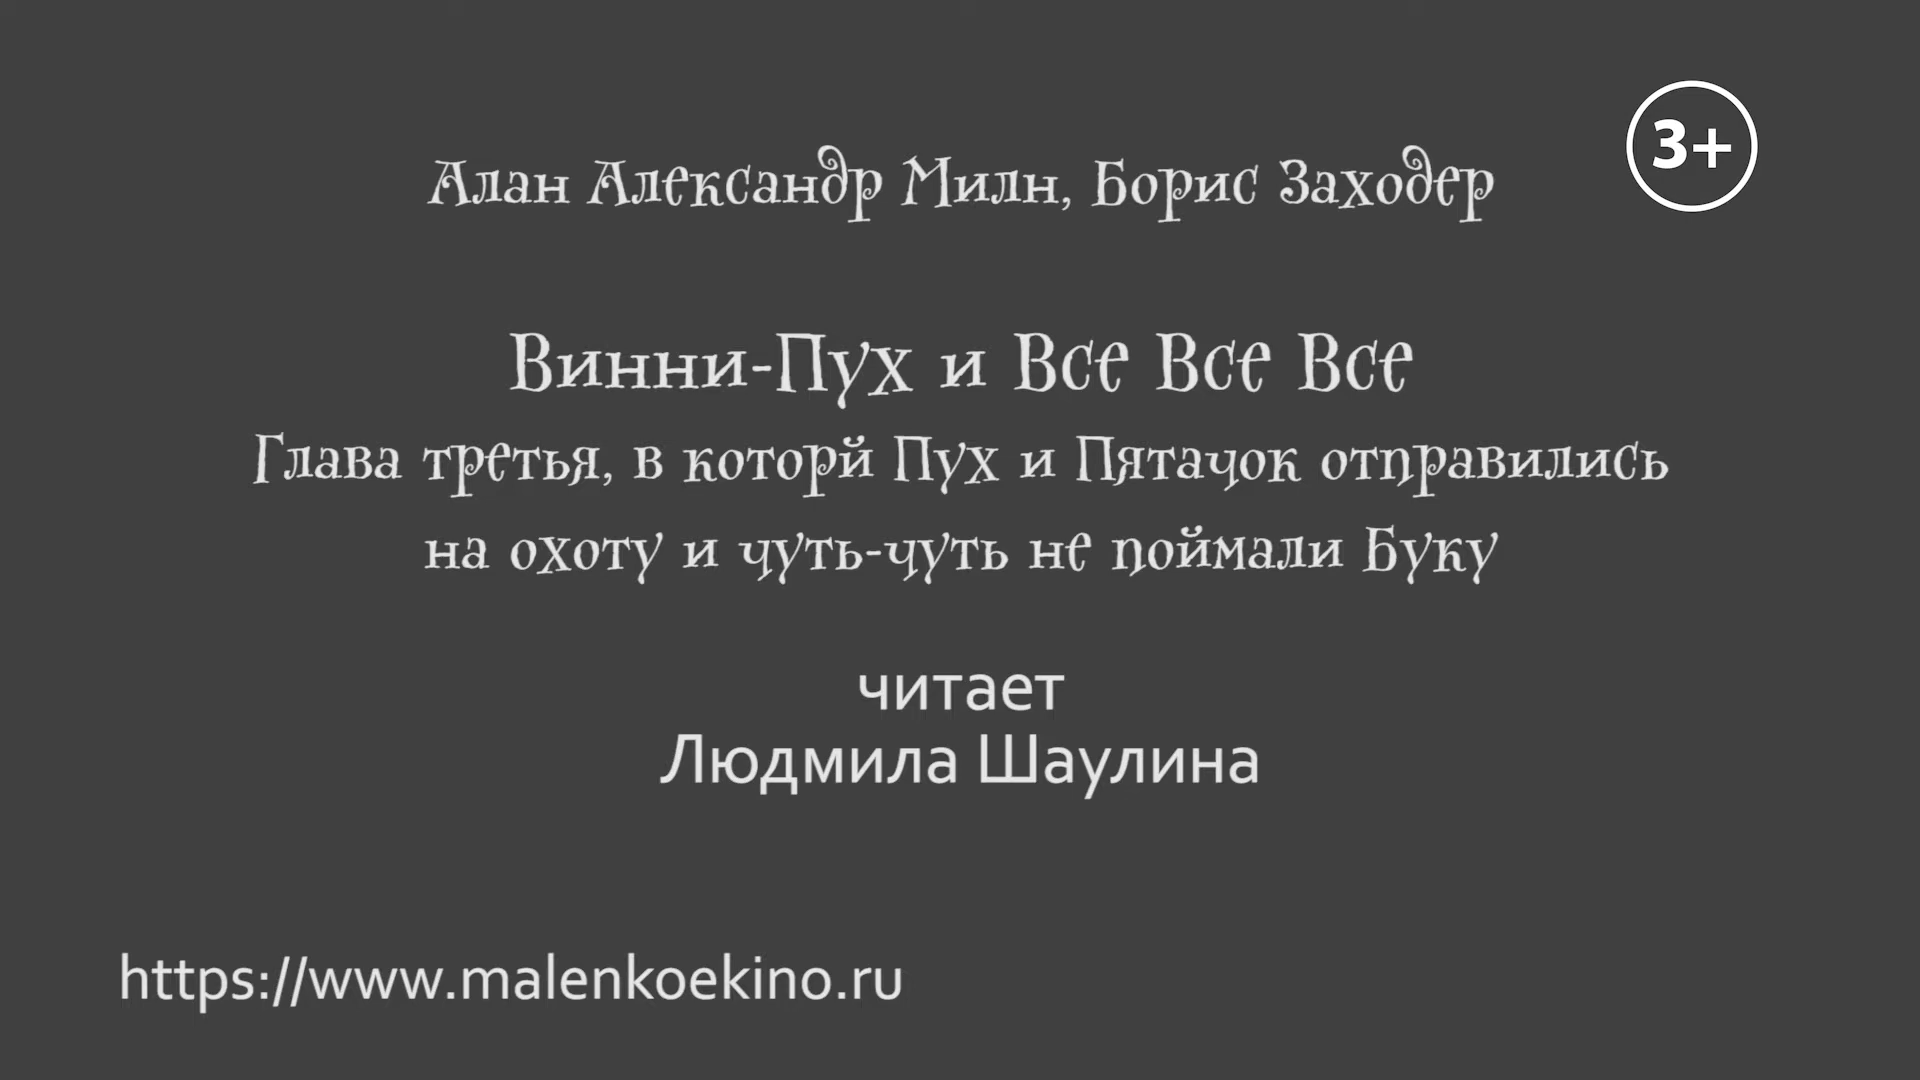 3+
Алан Александр Милн, Борис Заходер
Винни-Пух и Все Все Все
Глава третья, в которй Пух и Пятачок отправились
на охоту и чуть-чуть не поймали Буку
читает
Людмила Шаулина
https://www.malenkoekino.ru